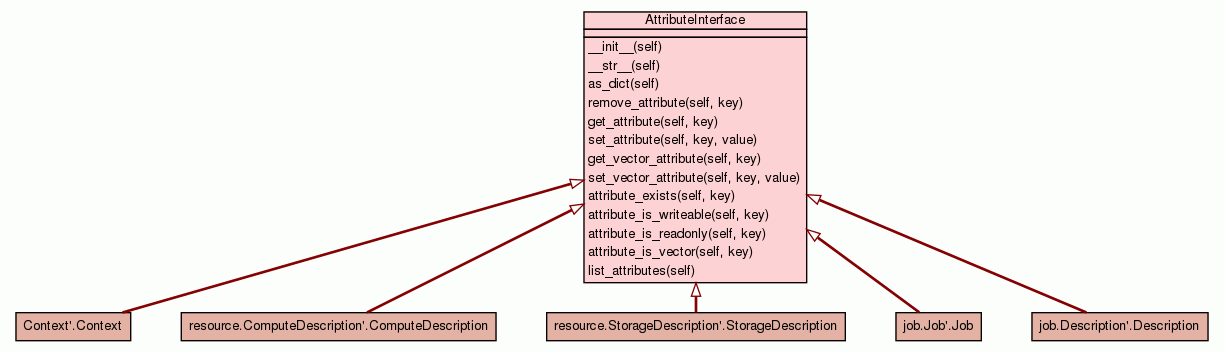 AttributeInterface
__init__(self)
__str__(self)
as_dict(self)
remove_attribute(self, key)
get_attribute(self, key)
set_attribute(self, key, value)
get_vector_attribute(self, key)
set_vector_attribute(self, key, value)
attribute_exists(self, key)
attribute_is_writeable(self, key)
attribute_is_readonly(self, key)
attribute_is_vector(self, key)
list_attributes(self)
Context'.Context
resource.ComputeDescription'.ComputeDescription
resource.StorageDescription'.StorageDescription
job.Job'.Job
job.Description'.Description